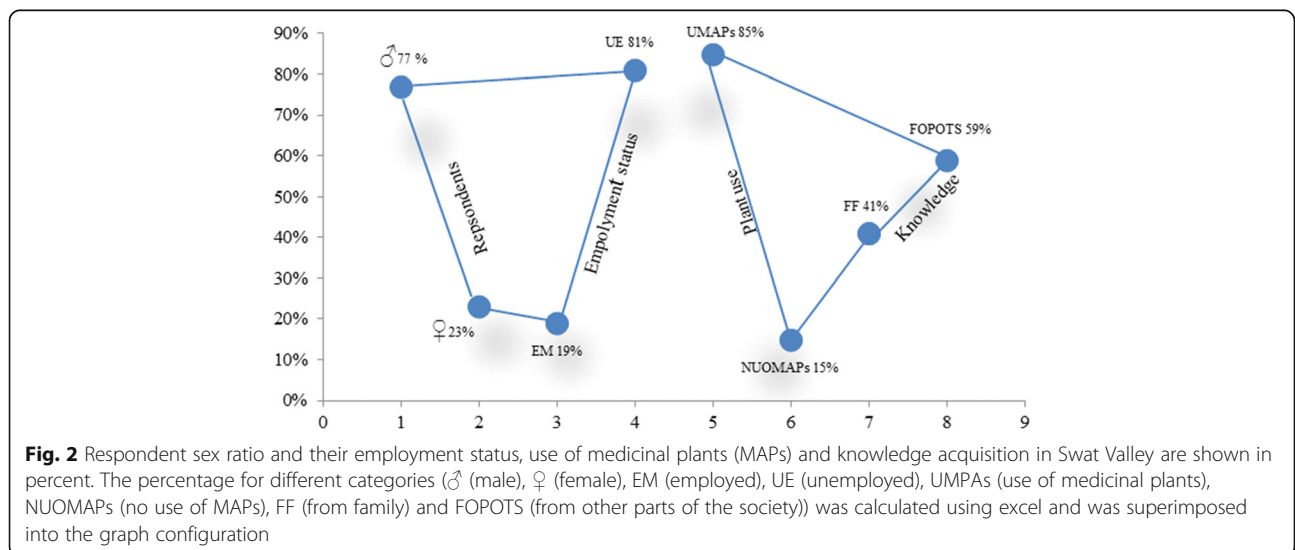 90%
80%
70%
60%
50%
40%
30%
20%
10%
0%
0 1 2 3 4 5 6 7 8 9
♂ 77 %
UE 81%
UMAPs 85%
FOPOTS 59%
FF 41%
♀ 23%
EM 19%
NUOMAPs 15%
Repsondents
Empolyment status
Plant use
Knowledge
Fig. 2 Respondent sex ratio and their employment status, use of medicinal plants (MAPs) and knowledge acquisition in Swat Valley are shown in
percent. The percentage for different categories (♂ (male), ♀ (female), EM (employed), UE (unemployed), UMPAs (use of medicinal plants),
NUOMAPs (no use of MAPs), FF (from family) and FOPOTS (from other parts of the society)) was calculated using excel and was superimposed
into the graph configuration